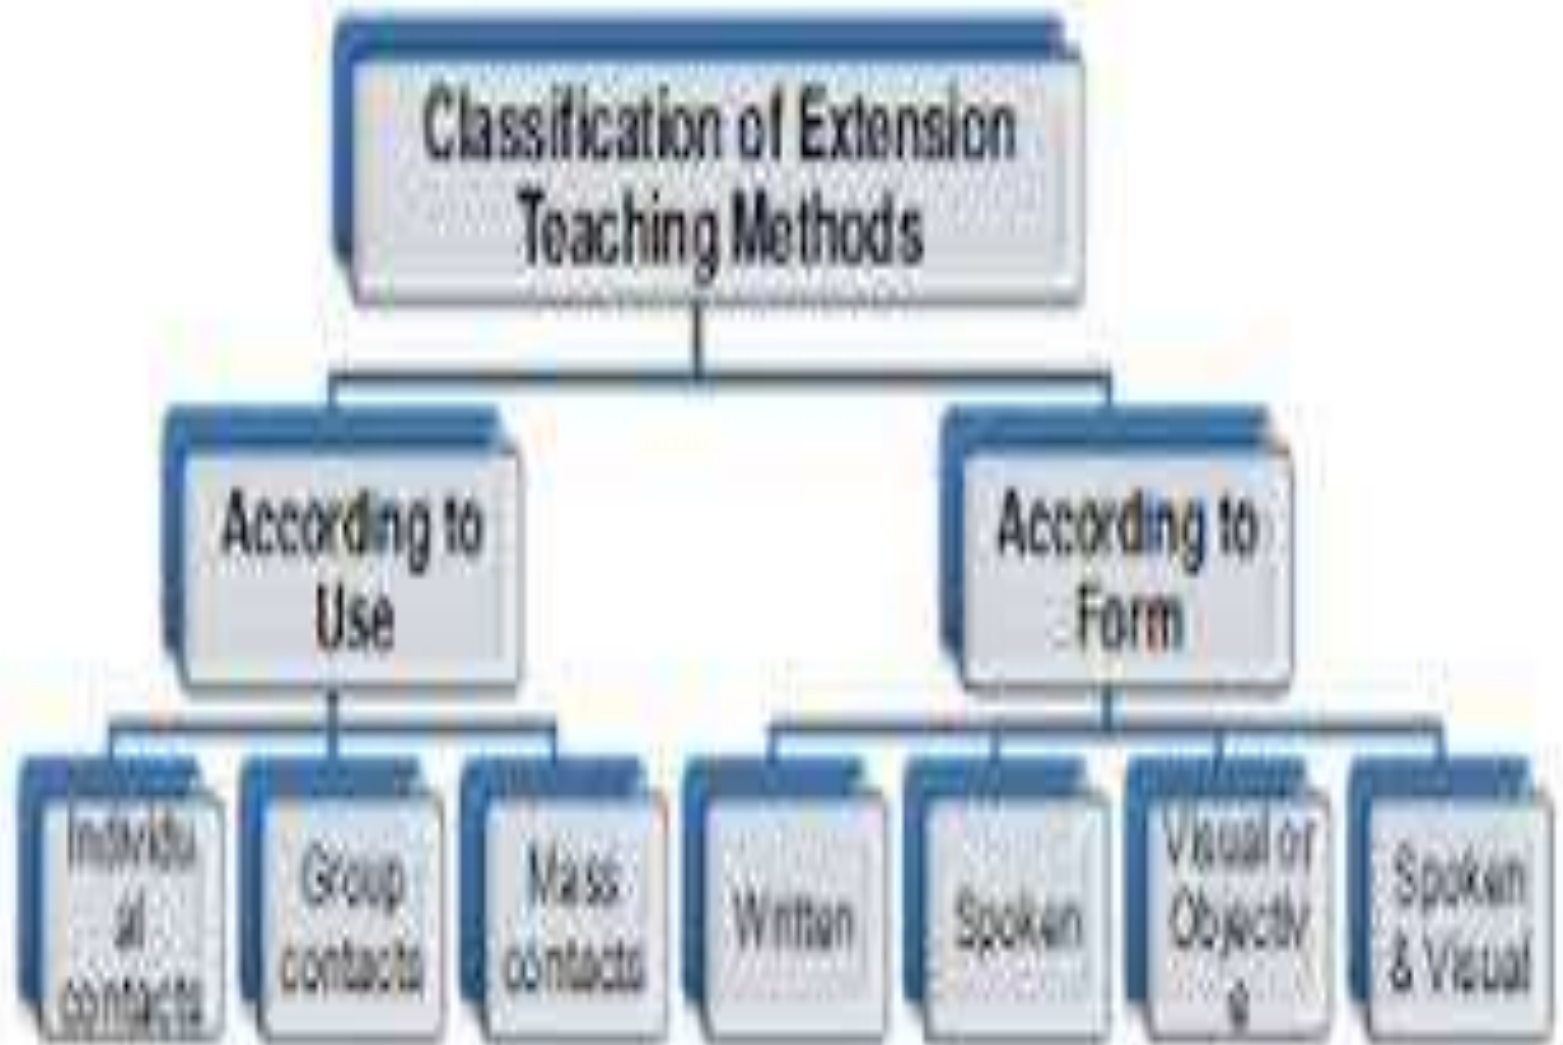 Classification of Extension
Teaching Methods
According to
Use
According to
Form
Individu
al
contacts
Group
contacts
Mass
contacts
Written
Spoken
Visual or
Objectiv
e
Spoken
& Visual